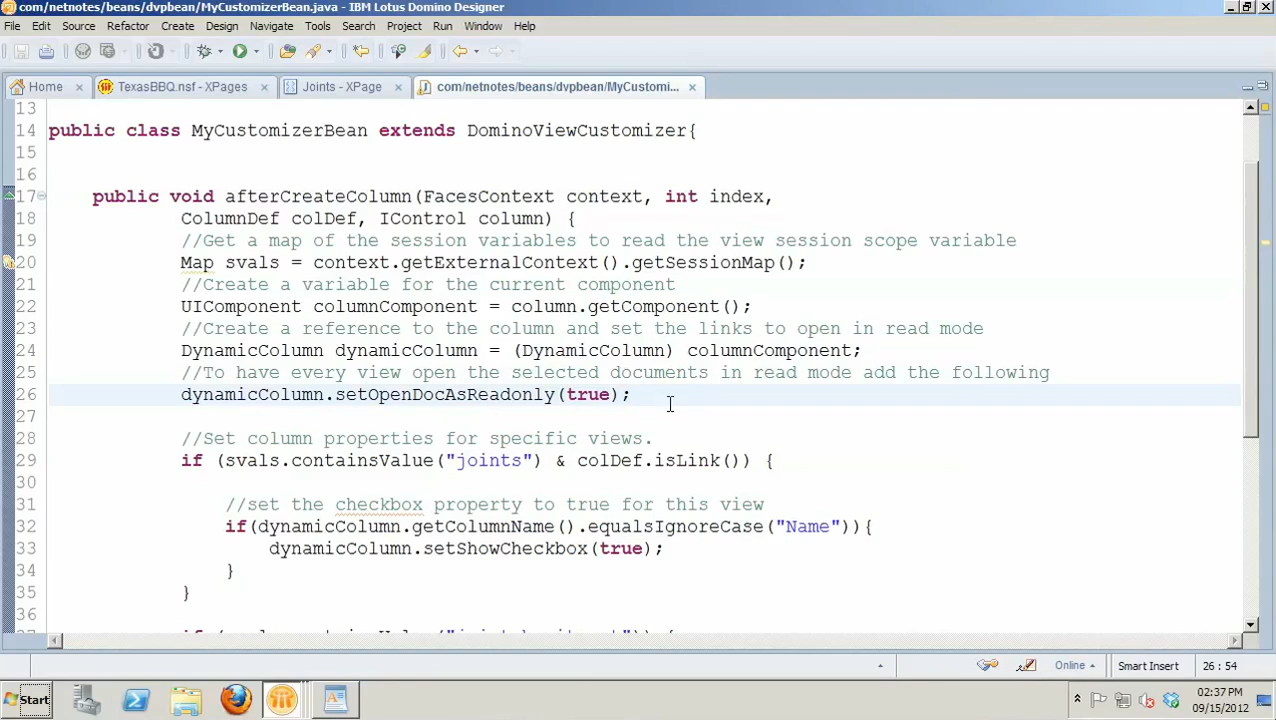 com/netnotes/beans/dvpbean/MyCustomizerBean.java - IBM Lotus Domino Designer
File Edit Source Refactor Create Design Navigate Tools Search Project Run Window Help
Home TexasBBQ.nsf - XPages Joints - XPage com/netnotes/beans/dvpbean/MyCustomi...
13
14 public class MyCustomizerBean extends DominoViewCustomizer{
15
16
17 public void afterCreateColumn(FacesContext context, int index,
18 ColumnDef colDef, IControl column) {
19 //Get a map of the session variables to read the view session scope variable
20 Map svals = context.getExternalContext().getSessionMap();
21 //Create a variable for the current component
22 UIComponent columnComponent = column.getComponent();
23 //Create a reference to the column and set the links to open in read mode
24 DynamicColumn dynamicColumn = (DynamicColumn) columnComponent;
25 //To have every view open the selected documents in read mode add the following
26 dynamicColumn.setOpenDocAsReadonly(true);
27
28 //Set column properties for specific views.
29 if (svals.containsValue("joints") & colDef.isLink()) {
30
31 //set the checkbox property to true for this view
32 if(dynamicColumn.getColumnName().equalsIgnoreCase("Name")){
33 dynamicColumn.setShowCheckbox(true);
34 }
35 }
36
Online Smart Insert 26 : 54
Start 02:37 PM
09/15/2012